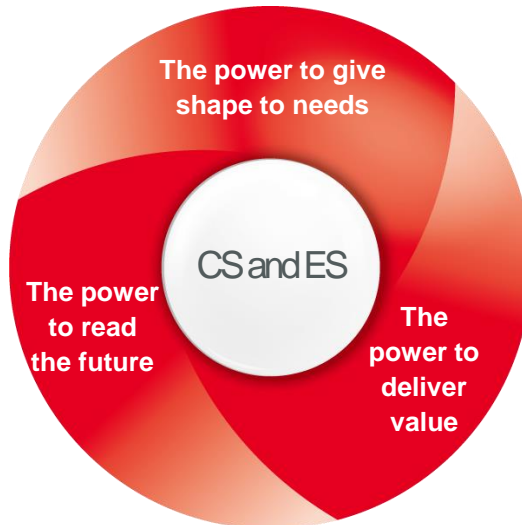 The power to give
shape to needs
CS and ES
The power
to read
the future
The
power to
deliver
value